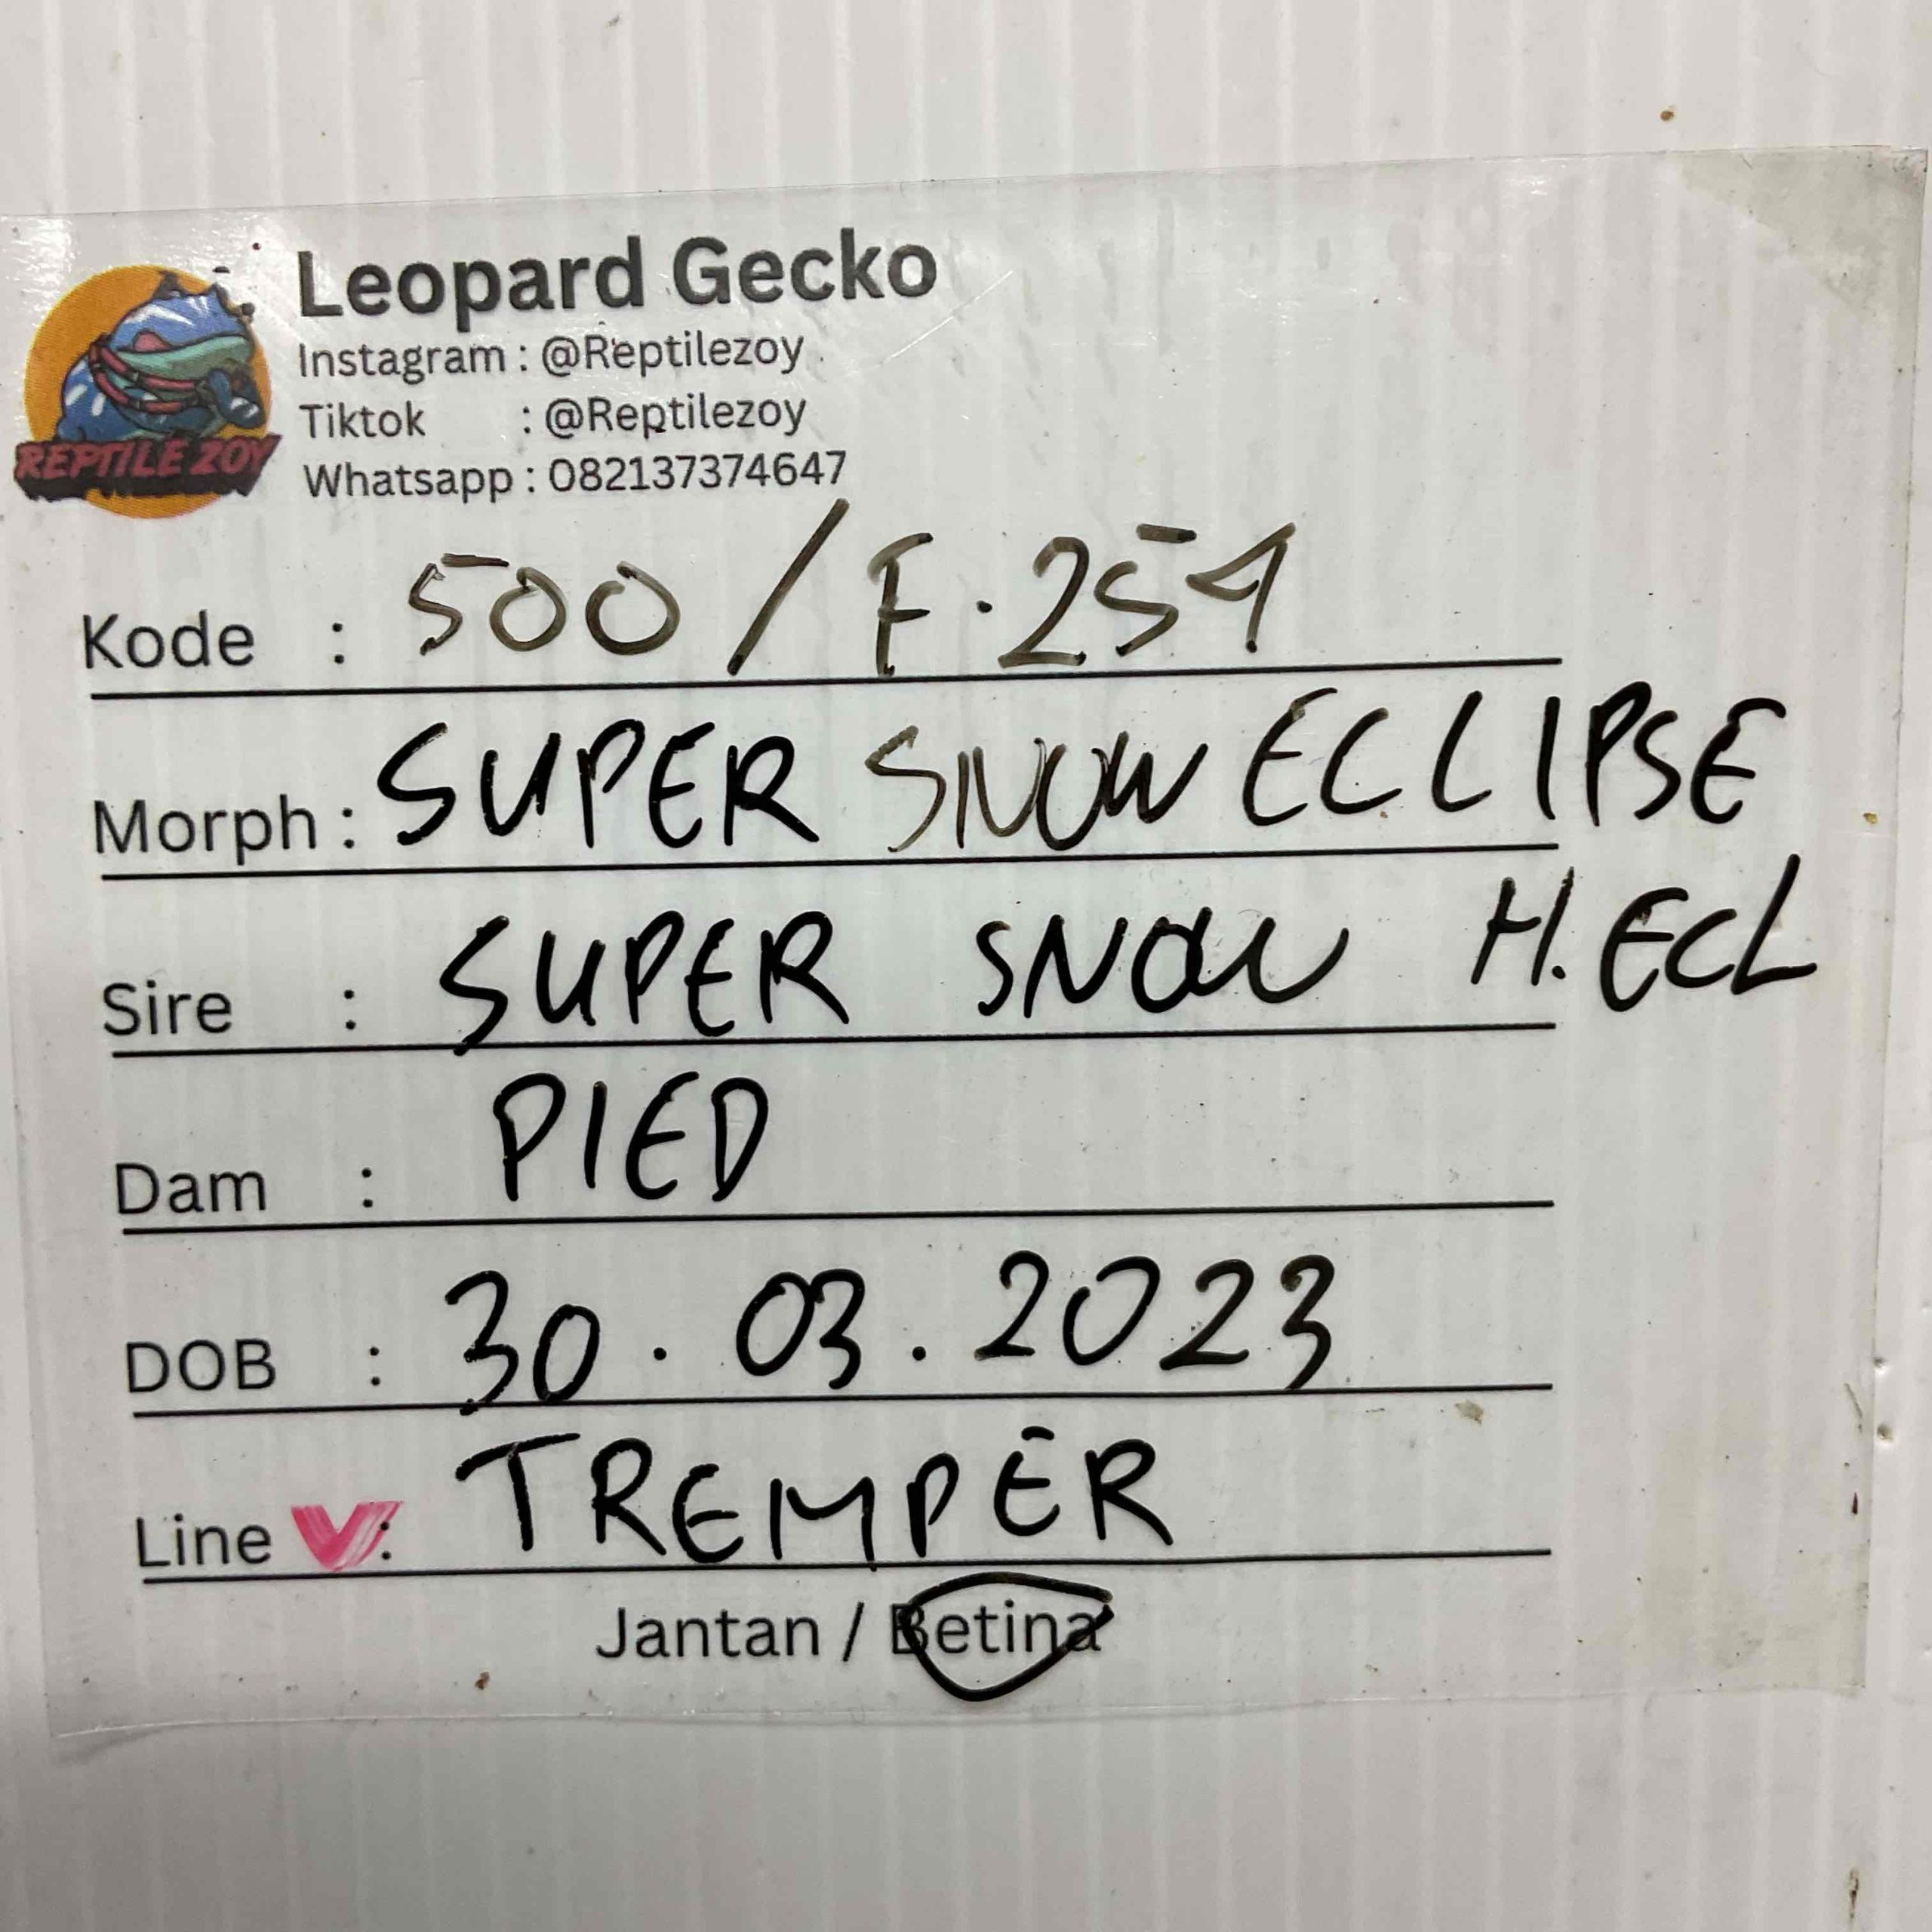 Leopard Gecko
Instagram : @Reptilezoy
Tiktok : @Reptilezoy
Whatsapp : 082137374647
REPTILE ZOY
Kode : 500 / F.254
Morph : SUPER SNOW ECLIPSE
Sire : SUPER SNOW H. ECL
Dam : PIED
DOB : 30.03.2023
Line : TREMPER
Jantan / Betina